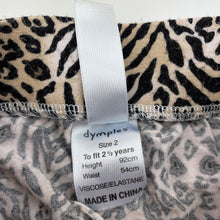 dymples
Size 2
To fit 2½ years
Height 92cm
Waist 54cm
VISCOSE/ELASTANE
MADE IN CHINA